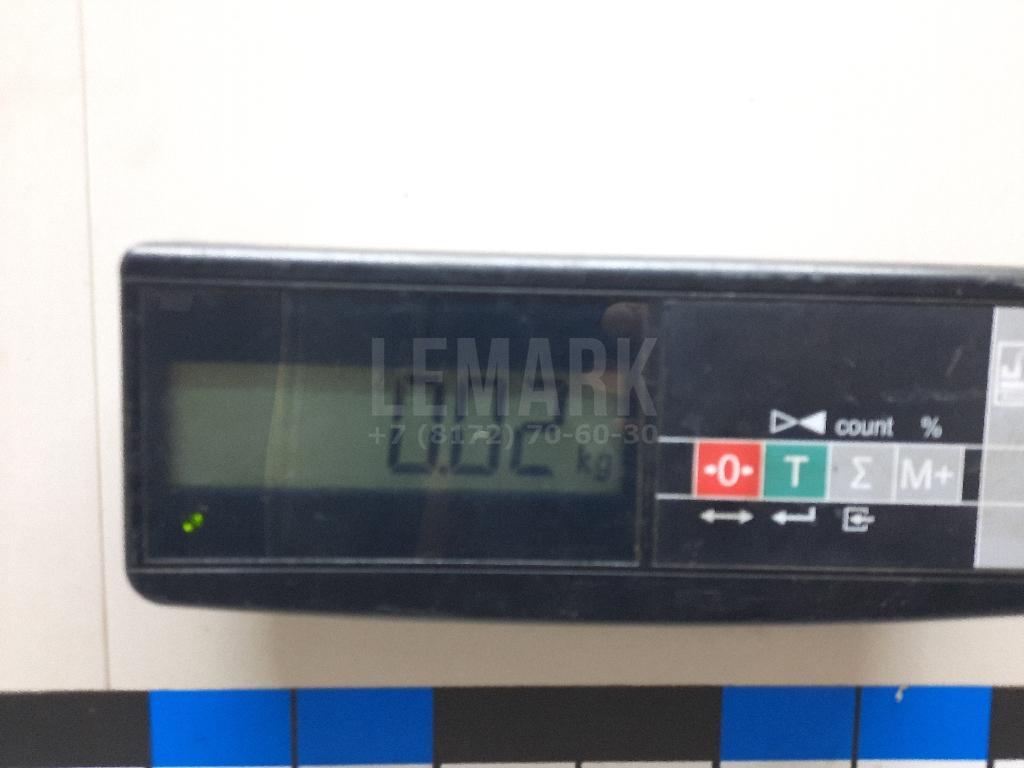 LEMARK
+7 (8172) 70-60-30
0.02 kg
count %
•0• T Σ M+